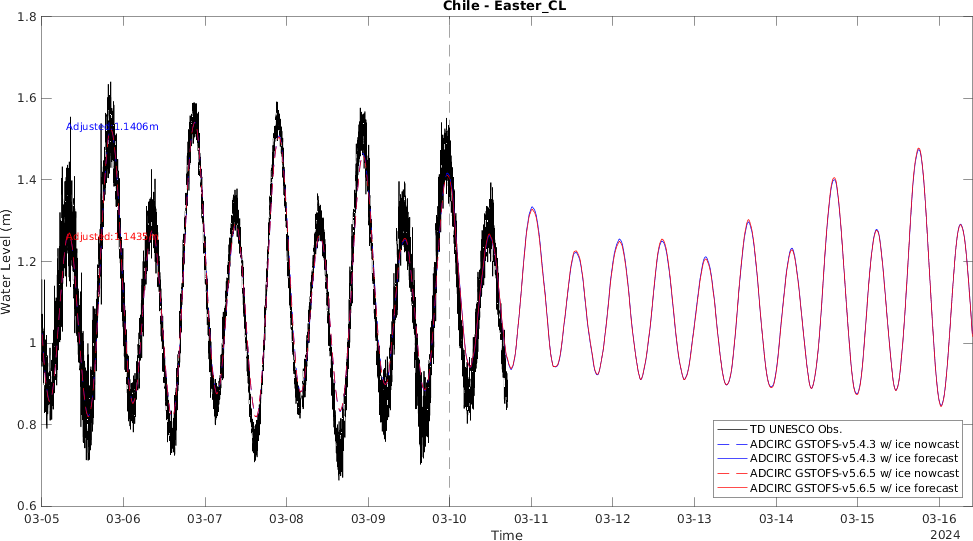 Chile - Easter_CL
1.8
1.6
1.4
1.2
1
0.8
0.6
Water Level (m)
Adjusted:1.1406m
Adjusted:1.1435m
TD UNESCO Obs.
ADCIRC GSTOFS-v5.4.3 w/ ice nowcast
ADCIRC GSTOFS-v5.4.3 w/ ice forecast
ADCIRC GSTOFS-v5.6.5 w/ ice nowcast
ADCIRC GSTOFS-v5.6.5 w/ ice forecast
03-05 03-06 03-07 03-08 03-09 03-10 03-11 03-12 03-13 03-14 03-15 03-16
Time
2024